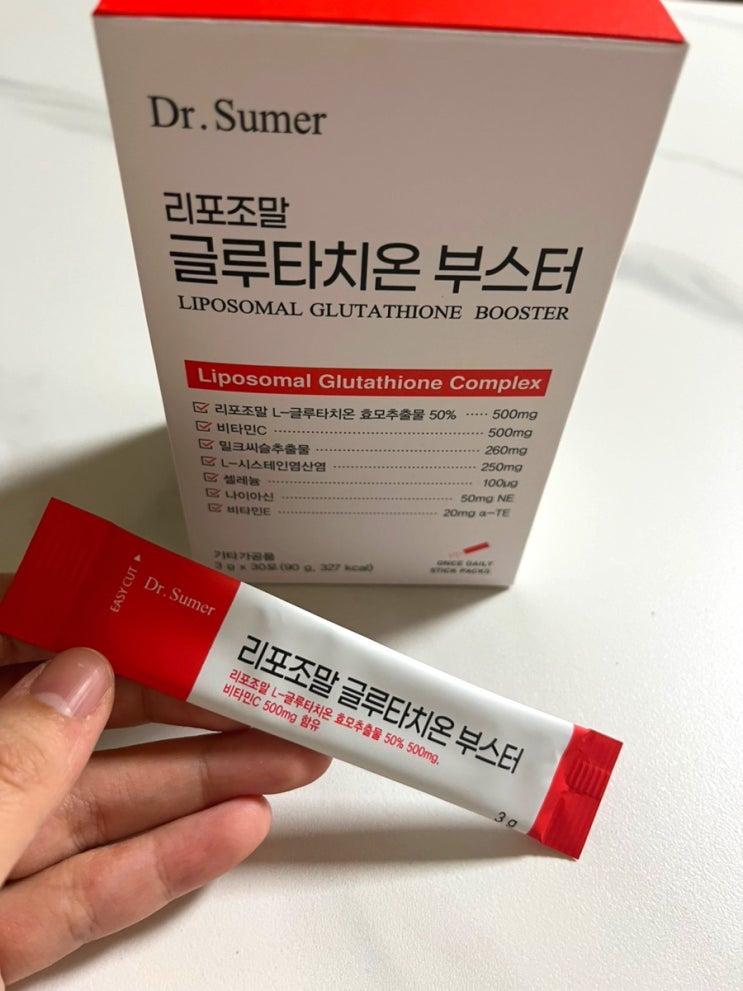 Dr.Sumer
리포조말
글루타치온 부스터
LIPOSOMAL GLUTATHIONE BOOSTER
Liposomal Glutathione Complex
리포조말 L-글루타치온 효모추출물 50% ····· 500mg
비타민C ····· 500mg
밀크씨슬추출물 ····· 260mg
L-시스테인염산염 ····· 250mg
셀레늄 ····· 100μg
나이아신 ····· 50mg NE
비타민E ····· 20mg α-TE
기타가공품
3 g x 30포(90 g, 327 kcal)
ONCE DAILY
STICK PACKS
EASY CUT
Dr. Sumer
리포조말 글루타치온 부스터
리포조말 L-글루타치온 효모추출물 50% 500mg,
비타민C 500mg 함유
3 g